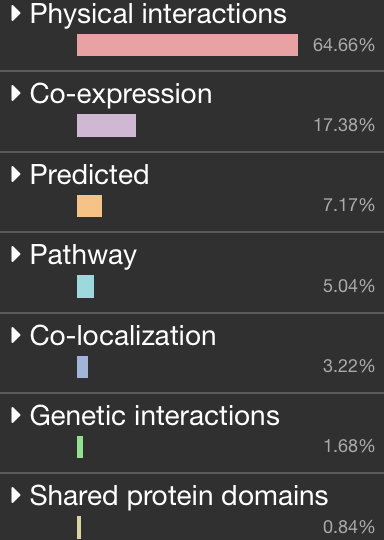 Physical interactions
64.66%
Co-expression
17.38%
Predicted
7.17%
Pathway
5.04%
Co-localization
3.22%
Genetic interactions
1.68%
Shared protein domains
0.84%